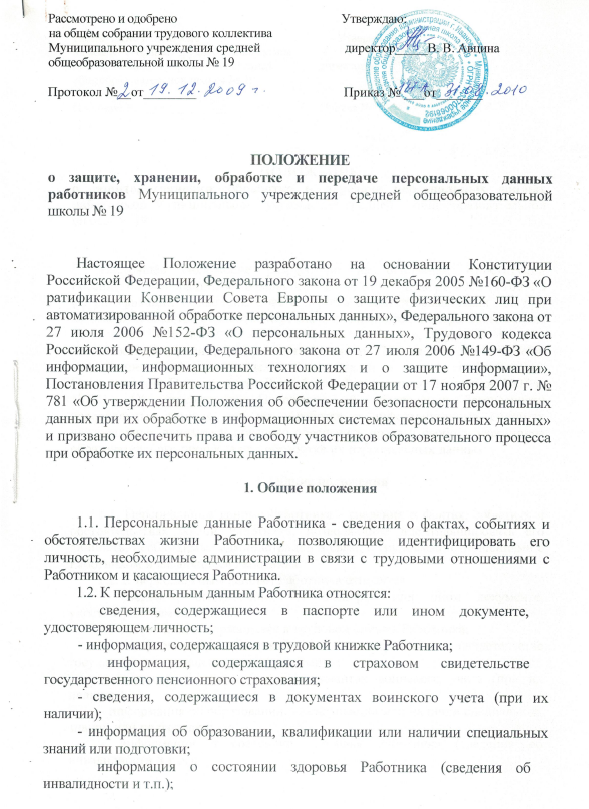 Рассмотрено и одобрено
на общем собрании трудового коллектива
Муниципального учреждения средней
общеобразовательной школы № 19
Протокол № 2 от 19.12.2009 г.
Утверждаю:
директор В. В. Авцина
Приказ № от 2010
ПОЛОЖЕНИЕ
о защите, хранении, обработке и передаче персональных данных
работников Муниципального учреждения средней общеобразовательной
школы № 19
Настоящее Положение разработано на основании Конституции
Российской Федерации, Федерального закона от 19 декабря 2005 №160-ФЗ «О
ратификации Конвенции Совета Европы о защите физических лиц при
автоматизированной обработке персональных данных», Федерального закона от
27 июля 2006 №152-ФЗ «О персональных данных», Трудового кодекса
Российской Федерации, Федерального закона от 27 июля 2006 №149-ФЗ «Об
информации, информационных технологиях и о защите информации»,
Постановления Правительства Российской Федерации от 17 ноября 2007 г. №
781 «Об утверждении Положения об обеспечении безопасности персональных
данных при их обработке в информационных системах персональных данных»
и призвано обеспечить права и свободу участников образовательного процесса
при обработке их персональных данных.
1. Общие положения
1.1. Персональные данные Работника - сведения о фактах, событиях и
обстоятельствах жизни Работника, позволяющие идентифицировать его
личность, необходимые администрации в связи с трудовыми отношениями с
Работником и касающиеся Работника.
1.2. К персональным данным Работника относятся:
сведения, содержащиеся в паспорте или ином документе,
удостоверяющем личность;
- информация, содержащаяся в трудовой книжке Работника;
информация, содержащаяся в страховом свидетельстве
государственного пенсионного страхования;
- сведения, содержащиеся в документах воинского учета (при их
наличии);
- информация об образовании, квалификации или наличии специальных
знаний или подготовки;
информация о состоянии здоровья Работника (сведения об
инвалидности и т.п.);